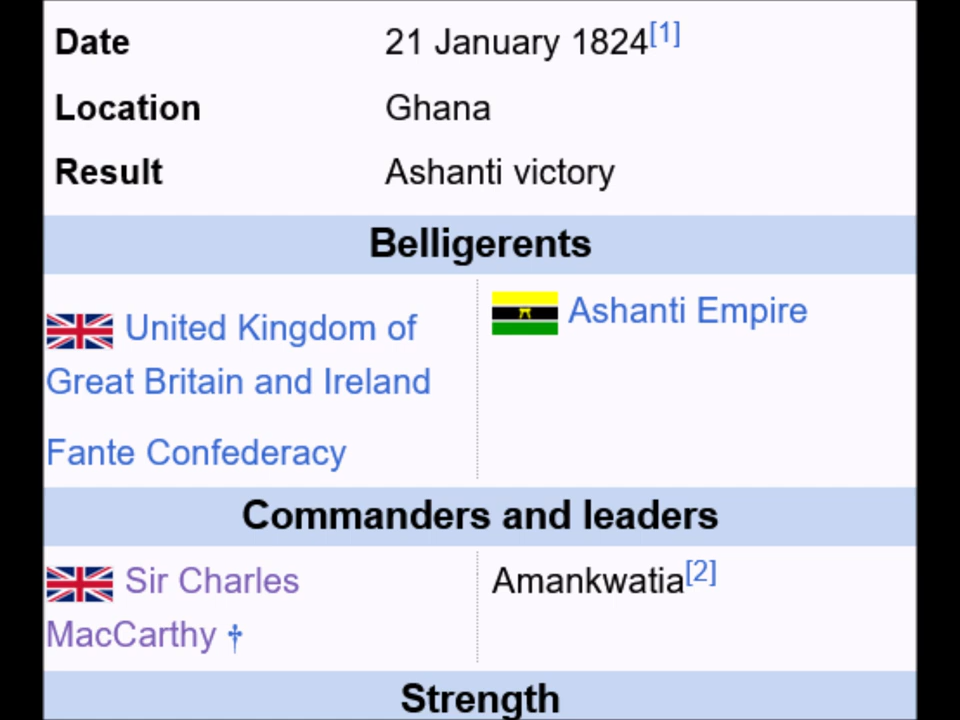 Date 21 January 1824[1]
Location Ghana
Result Ashanti victory
Belligerents
United Kingdom of
Great Britain and Ireland
Fante Confederacy
Ashanti Empire
Commanders and leaders
Sir Charles
MacCarthy †
Amankwatia[2]
Strength